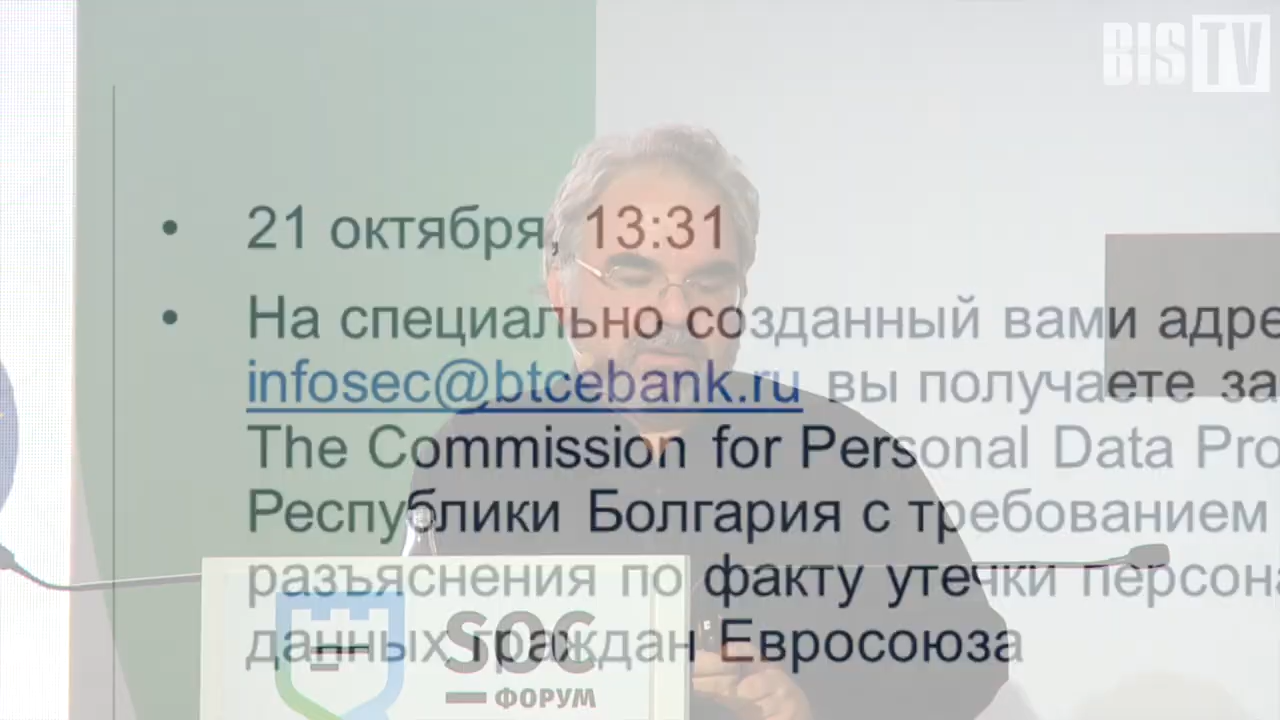 BIS TV
• 21 октября, 13:31
• На специально созданный вами адре
infosec@btcebank.ru вы получаете за
The Commission for Personal Data Pro
Республики Болгария с требованием
разъяснения по факту утечки персона
данных граждан Евросоюза
SOC
ФОРУМ